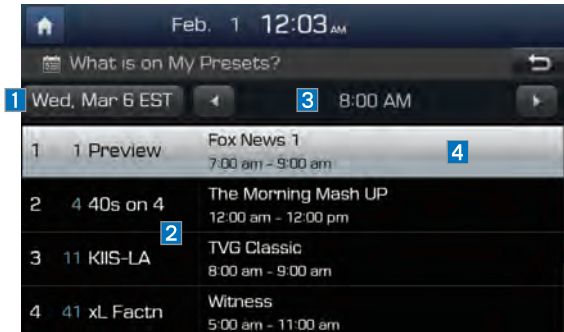 Feb. 1 12:03 AM
What is on My Presets?
1 Wed, Mar 6 EST 3 8:00 AM
1 1 Preview Fox News 1 4
7:00 am - 9:00 am
2 4 40s on 4 The Morning Mash UP
12:00 am - 12:00 pm
2
3 11 KIIS-LA TVG Classic
8:00 am - 9:00 am
4 41 xL Factn Witness
5:00 am - 11:00 am